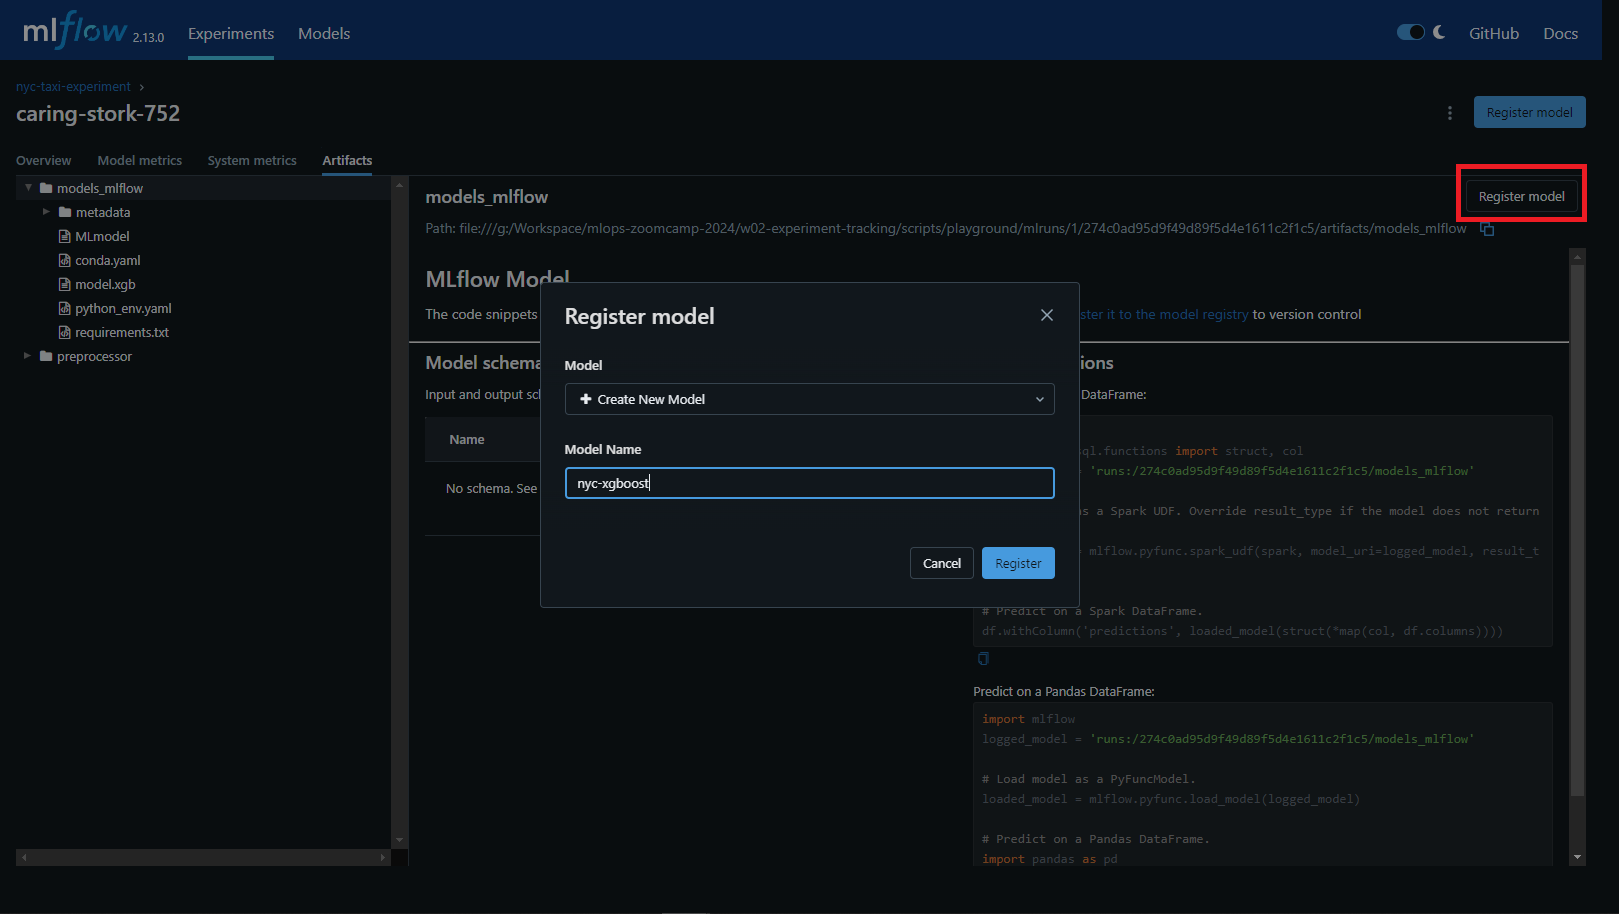 mlflow 2.13.0 Experiments Models GitHub Docs
nyc-taxi-experiment
caring-stork-752
Register model
Overview Model metrics System metrics Artifacts
models_mlflow
metadata
MLmodel
conda.yaml
model.xgb
python_env.yaml
requirements.txt
preprocessor
models_mlflow
Register model
Path: file:///g:/Workspace/mlops-zoomcamp-2024/w02-experiment-tracking/scripts/playground/mlruns/1/274c0ad95d9f49d89f5d4e1611c2f1c5/artifacts/models_mlflow
MLflow Model
The code snippets
ster it to the model registry to version control
Model schema
Input and output sc
Name
No schema. See
Register model
Model
Create New Model
Model Name
nyc-xgboost
Cancel Register
ions
DataFrame:
ql.functions import struct, col
= 'runs:/274c0ad95d9f49d89f5d4e1611c2f1c5/models_mlflow'
s a Spark UDF. Override result_type if the model does not return
= mlflow.pyfunc.spark_udf(spark, model_uri=logged_model, result_t
# Predict on a Spark DataFrame.
df.withColumn('predictions', loaded_model(struct(*map(col, df.columns))))
Predict on a Pandas DataFrame:
import mlflow
logged_model = 'runs:/274c0ad95d9f49d89f5d4e1611c2f1c5/models_mlflow'
# Load model as a PyFuncModel.
loaded_model = mlflow.pyfunc.load_model(logged_model)
# Predict on a Pandas DataFrame.
import pandas as pd